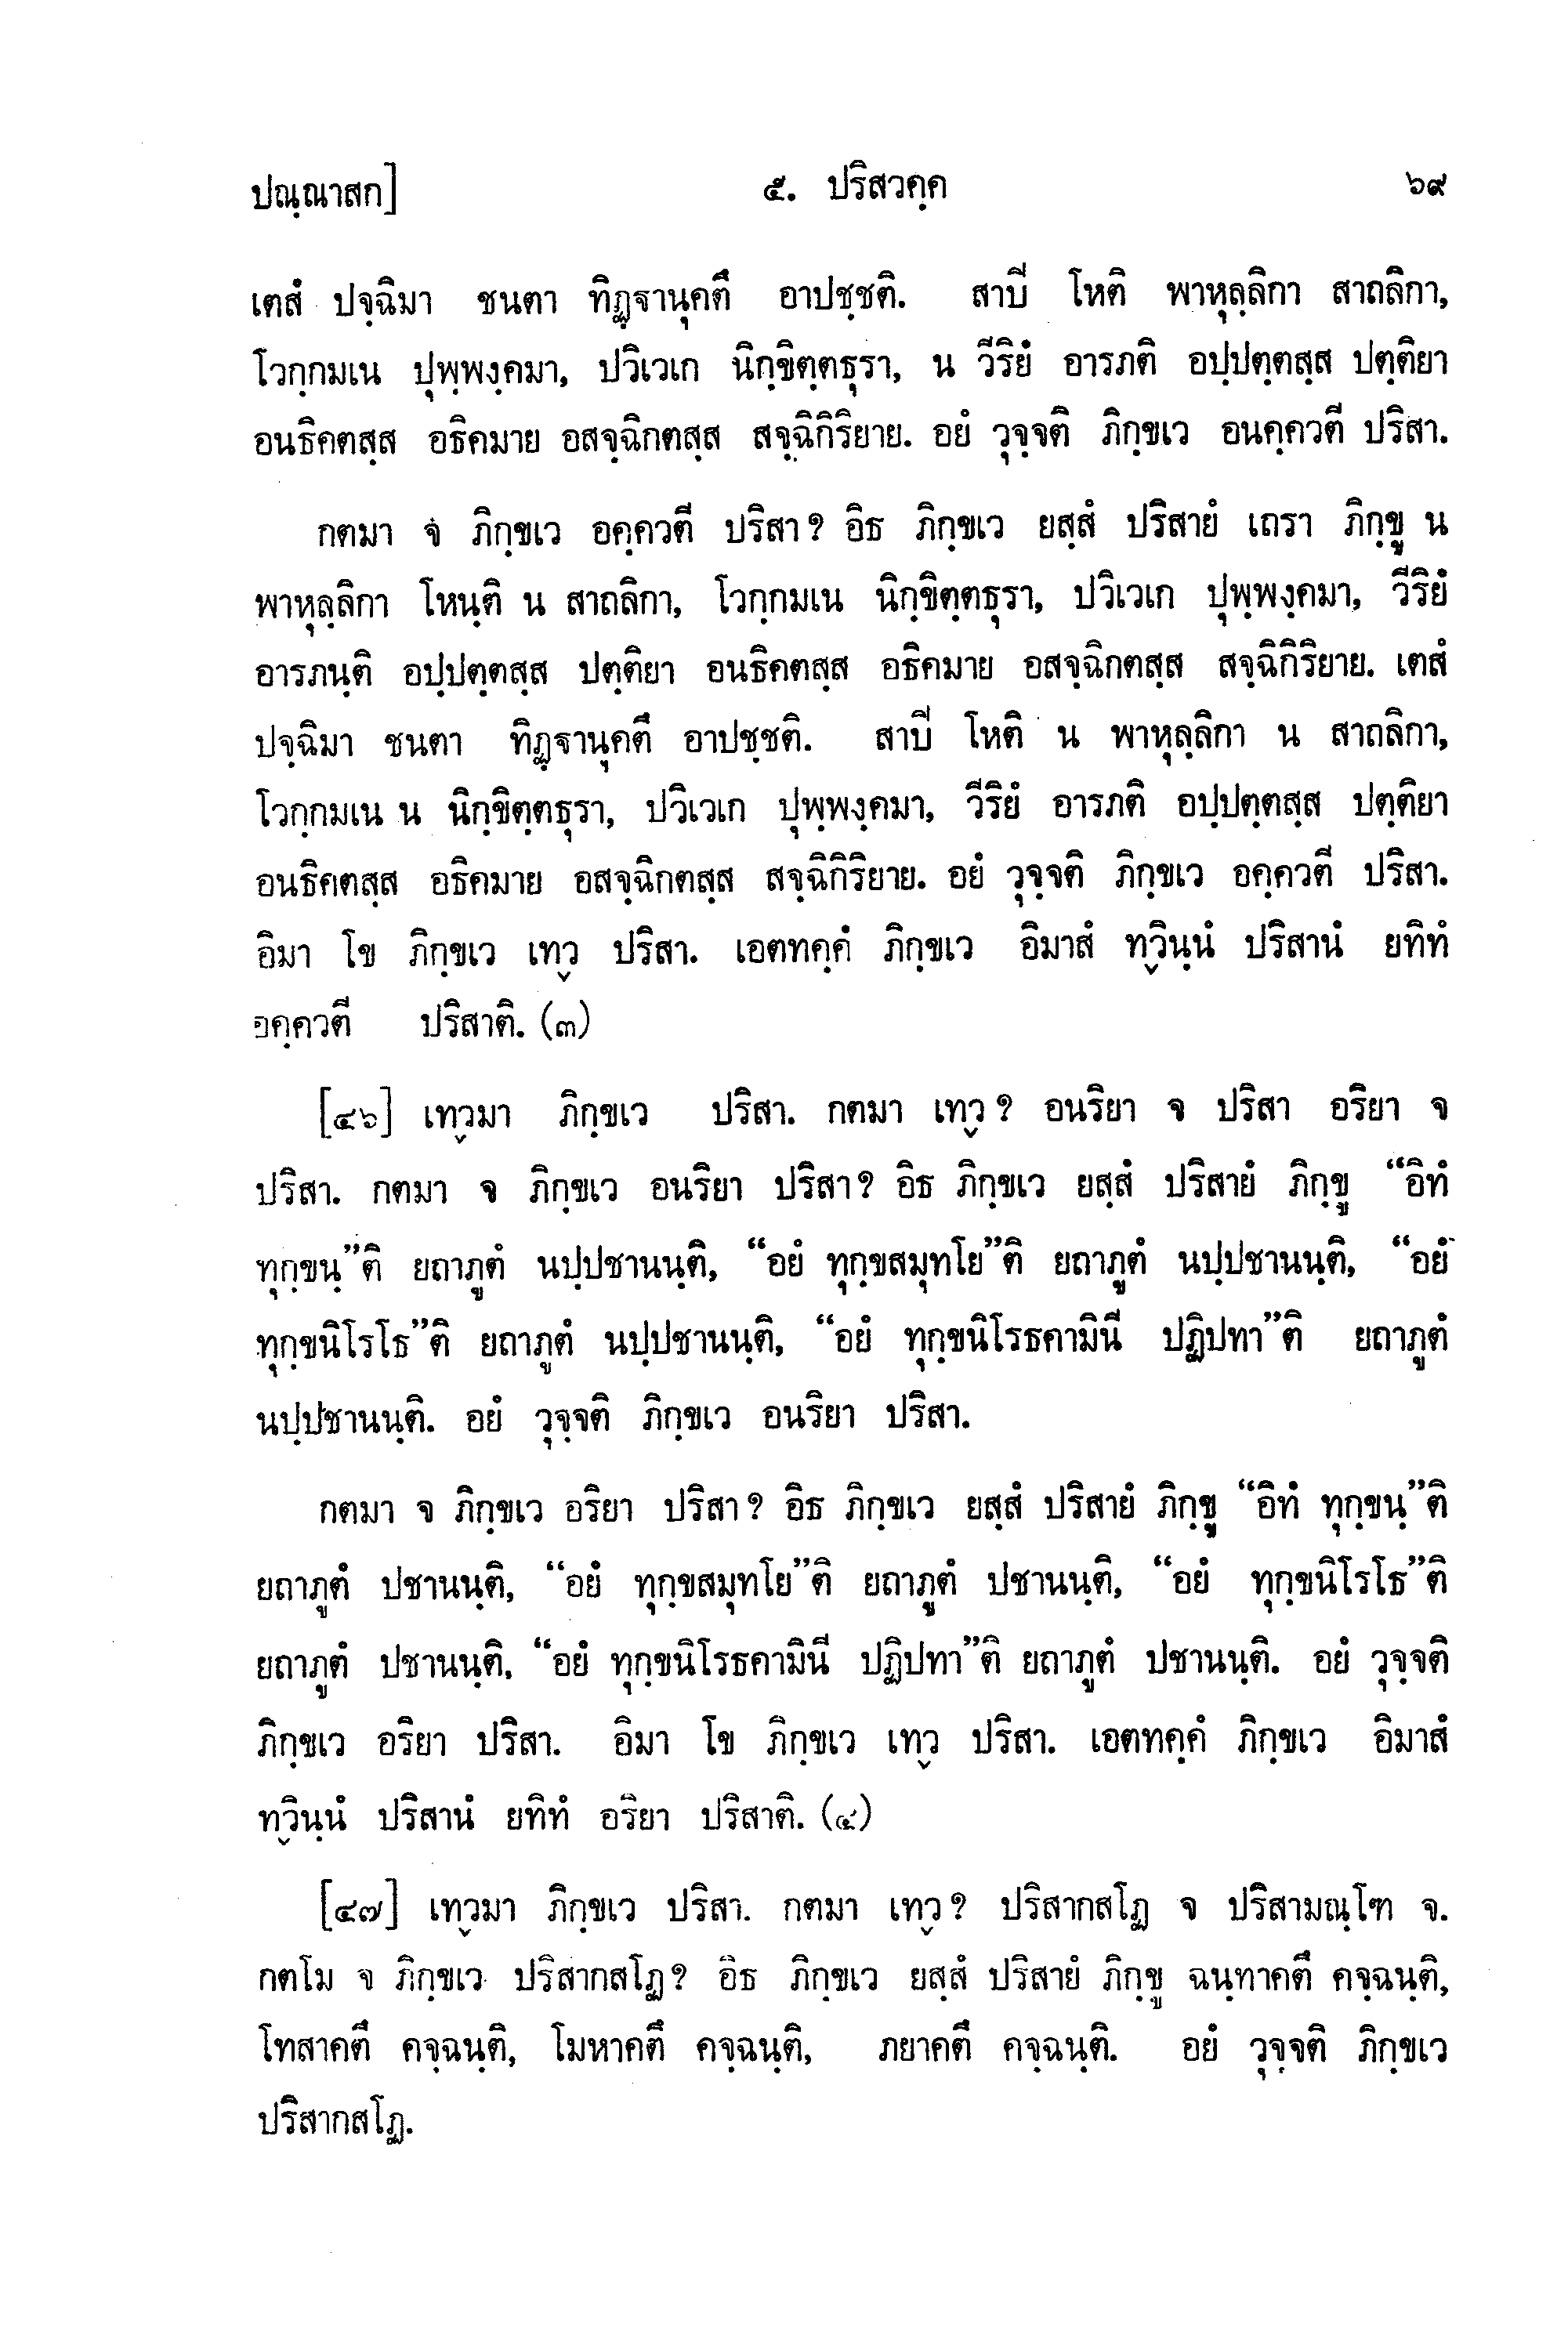 ปณฺณาสก] ๕. ปริสวคฺค ๖๙
เตสํ ปจฺฉิมา ชนตา ทิฏฺฐานุคตึ อาปชฺชติ. สาปี โหติ พาหุลฺลิกา สาถลิกา,
โวกฺกมเน ปุพฺพงฺคมา, ปวิเวเก นิกฺขิตฺตธุรา, น วีริยํ อารภติ อปฺปตฺตสฺส ปตฺติยา
อนธิคตสฺส อธิคมาย อสจฺฉิกตสฺส สจฺฉิกิริยาย. อยํ วุจฺจติ ภิกฺขเว อนคฺควตี ปริสา.
กตมา จ ภิกฺขเว อคฺควตี ปริสา? อิธ ภิกฺขเว ยสฺสํ ปริสายํ เถรา ภิกฺขู น
พาหุลฺลิกา โหนฺติ น สาถลิกา, โวกฺกมเน นิกฺขิตฺตธุรา, ปวิเวเก ปุพฺพงฺคมา, วีริยํ
อารภนฺติ อปฺปตฺตสฺส ปตฺติยา อนธิคตสฺส อธิคมาย อสจฺฉิกตสฺส สจฺฉิกิริยาย. เตสํ
ปจฺฉิมา ชนตา ทิฏฺฐานุคตึ อาปชฺชติ. สาปี โหติ น พาหุลฺลิกา น สาถลิกา,
โวกฺกมเน น นิกฺขิตฺตธุรา, ปวิเวเก ปุพฺพงฺคมา, วีริยํ อารภติ อปฺปตฺตสฺส ปตฺติยา
อนธิคตสฺส อธิคมาย อสจฺฉิกตสฺส สจฺฉิกิริยาย. อยํ วุจฺจติ ภิกฺขเว อคฺควตี ปริสา.
อิมา โข ภิกฺขเว เทฺว ปริสา. เอตทคฺคํ ภิกฺขเว อิมาสํ ทฺวินฺนํ ปริสานํ ยทิทํ
อคฺควตี ปริสาติ. (๓)
[๔๖] เทฺวมา ภิกฺขเว ปริสา. กตมา เทฺว? อนริยา จ ปริสา อริยา จ
ปริสา. กตมา จ ภิกฺขเว อนริยา ปริสา? อิธ ภิกฺขเว ยสฺสํ ปริสายํ ภิกฺขู “อิทํ
ทุกฺขนฺ”ติ ยถาภูตํ นปฺปชานนฺติ, “อยํ ทุกฺขสมุทโย”ติ ยถาภูตํ นปฺปชานนฺติ, “อยํ
ทุกฺขนิโรโธ”ติ ยถาภูตํ นปฺปชานนฺติ, “อยํ ทุกฺขนิโรธคามินี ปฏิปทา”ติ ยถาภูตํ
นปฺปชานนฺติ. อยํ วุจฺจติ ภิกฺขเว อนริยา ปริสา.
กตมา จ ภิกฺขเว อริยา ปริสา? อิธ ภิกฺขเว ยสฺสํ ปริสายํ ภิกฺขู “อิทํ ทุกฺขนฺ”ติ
ยถาภูตํ ปชานนฺติ, “อยํ ทุกฺขสมุทโย”ติ ยถาภูตํ ปชานนฺติ, “อยํ ทุกฺขนิโรโธ”ติ
ยถาภูตํ ปชานนฺติ, “อยํ ทุกฺขนิโรธคามินี ปฏิปทา”ติ ยถาภูตํ ปชานนฺติ. อยํ วุจฺจติ
ภิกฺขเว อริยา ปริสา. อิมา โข ภิกฺขเว เทฺว ปริสา. เอตทคฺคํ ภิกฺขเว อิมาสํ
ทฺวินฺนํ ปริสานํ ยทิทํ อริยา ปริสาติ. (๔)
[๔๗] เทฺวมา ภิกฺขเว ปริสา. กตมา เทฺว? ปริสากสโฏ จ ปริสามณฺโฑ จ.
กตโม จ ภิกฺขเว ปริสากสโฏ? อิธ ภิกฺขเว ยสฺสํ ปริสายํ ภิกฺขู ฉนฺทาคตึ คจฺฉนฺติ,
โทสาคตึ คจฺฉนฺติ, โมหาคตึ คจฺฉนฺติ, ภยาคตึ คจฺฉนฺติ. อยํ วุจฺจติ ภิกฺขเว
ปริสากสโฏ.